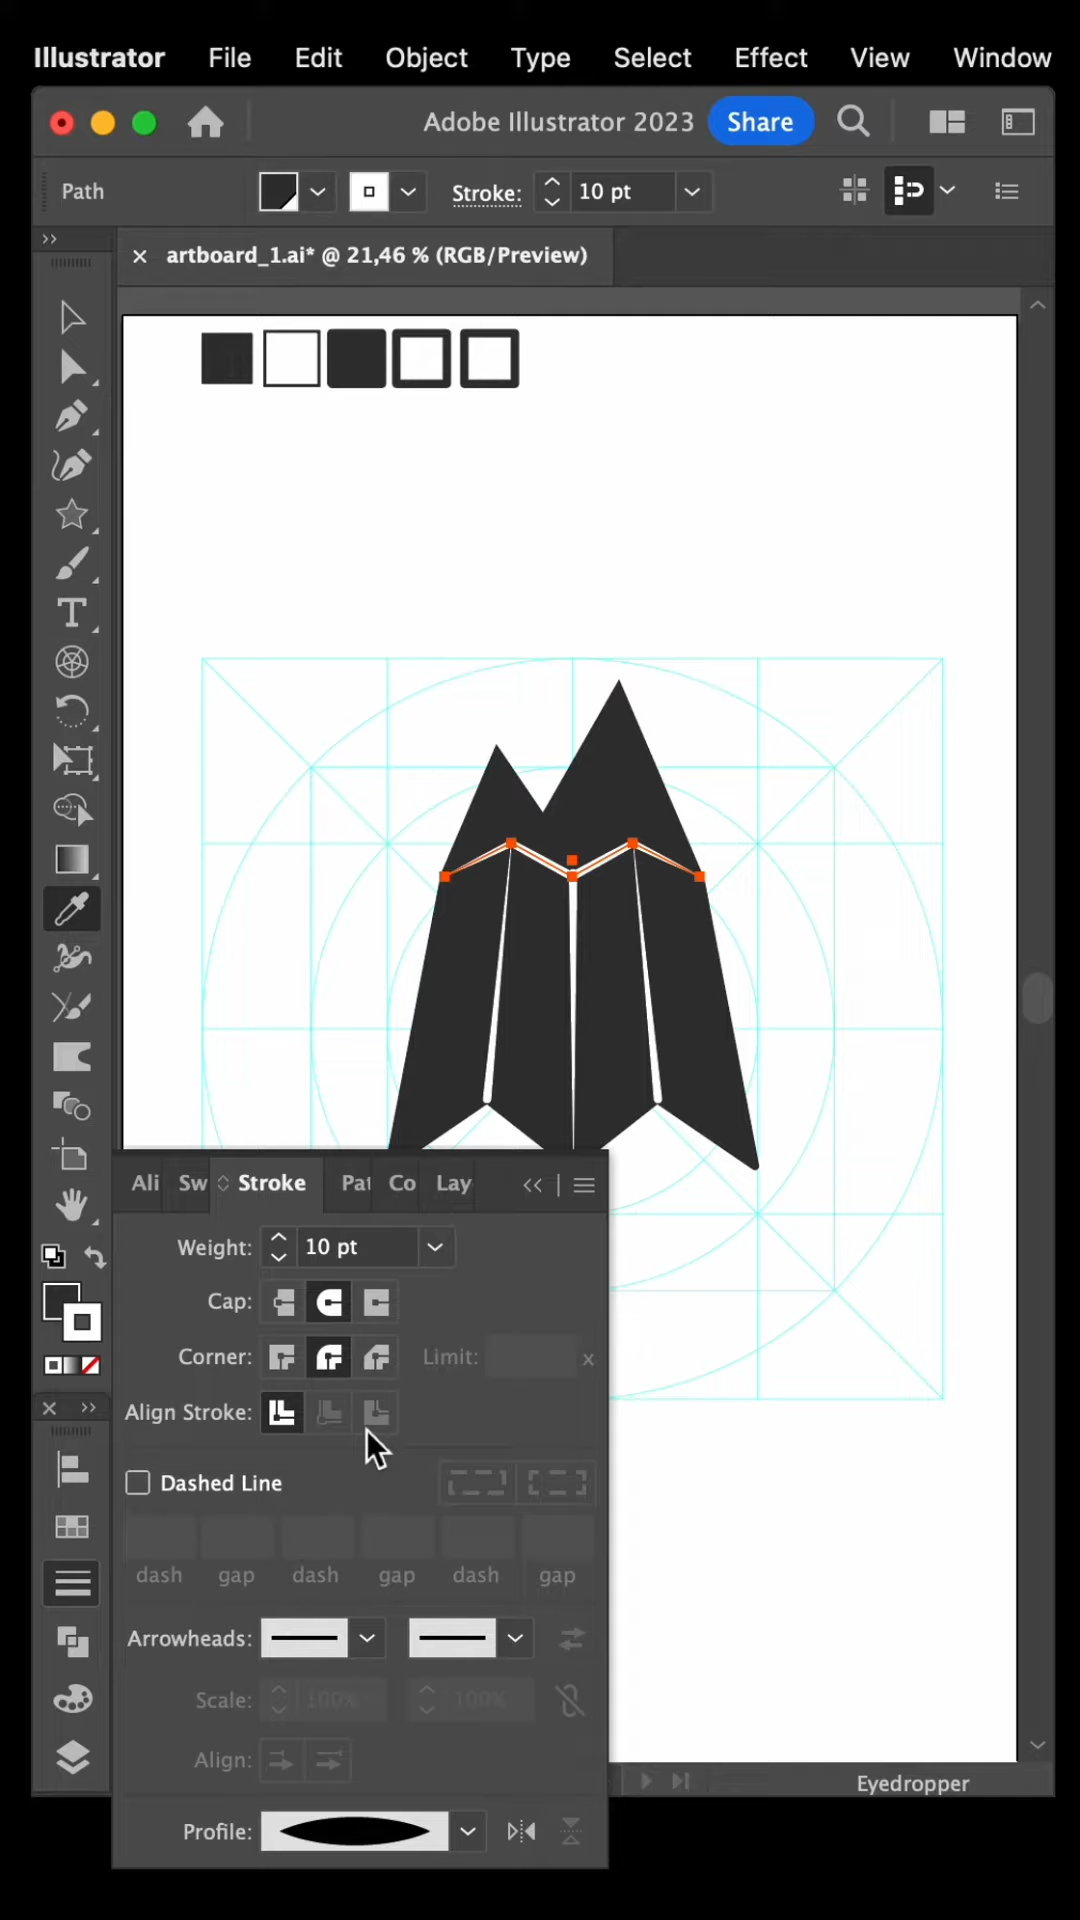 Illustrator File Edit Object Type Select Effect View Window
Adobe Illustrator 2023 Share
Path Stroke: 10 pt
× artboard_1.ai* @ 21,46 % (RGB/Preview)
Ali Sw Stroke Pat Co Lay
Weight: 10 pt
Cap:
Corner: Limit: x
Align Stroke:
Dashed Line
dash gap dash gap dash gap
Arrowheads:
Scale: 100% 100%
Align:
Eyedropper
Profile: